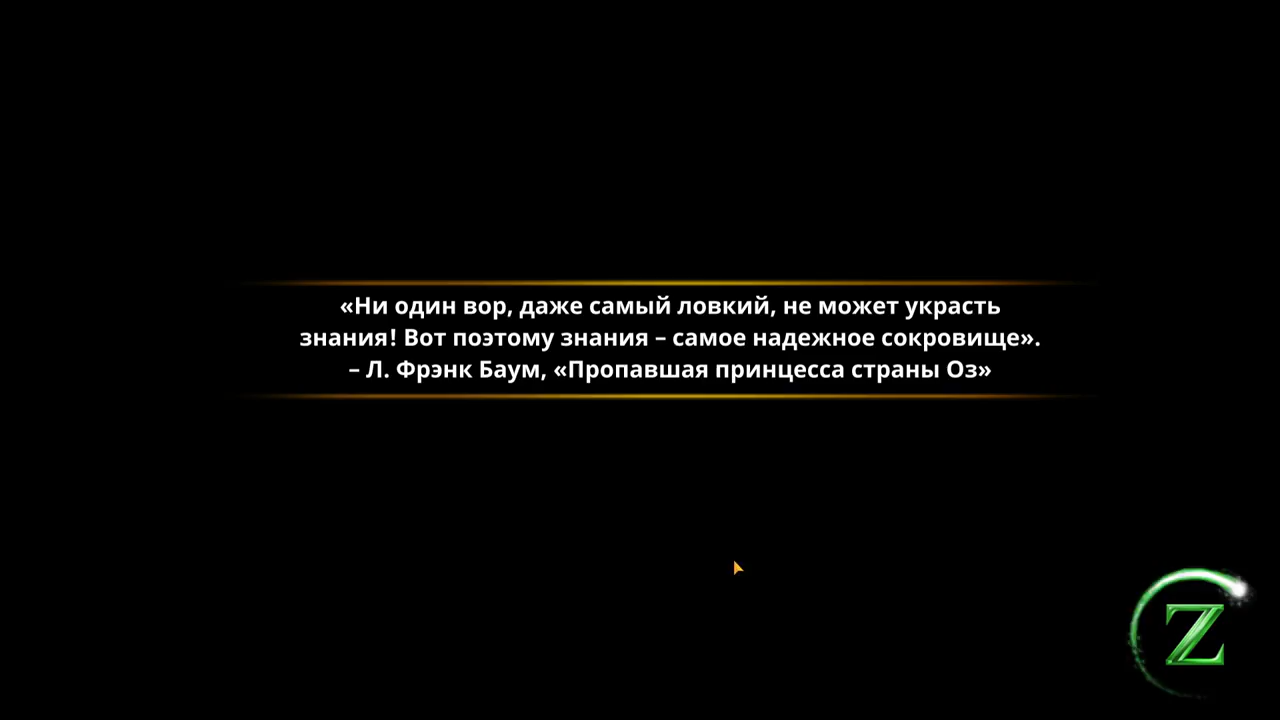 «Ни один вор, даже самый ловкий, не может украсть
знания! Вот поэтому знания – самое надежное сокровище».
– Л. Фрэнк Баум, «Пропавшая принцесса страны Оз»
Z